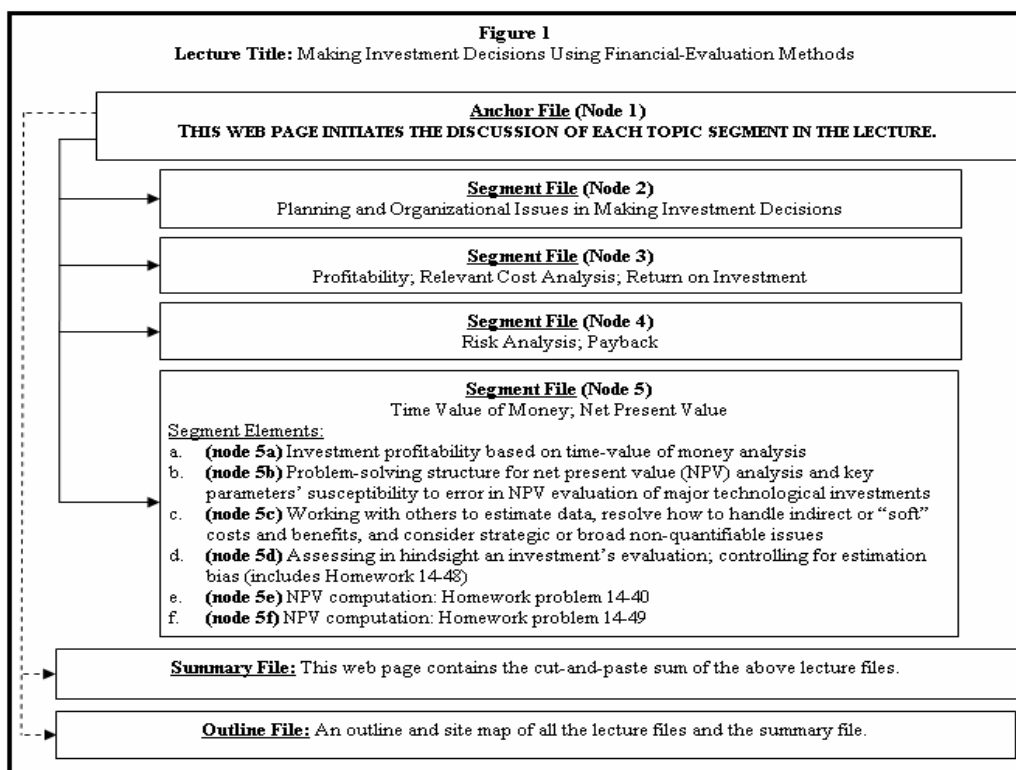 Figure 1
Lecture Title: Making Investment Decisions Using Financial-Evaluation Methods
Anchor File (Node 1)
THIS WEB PAGE INITIATES THE DISCUSSION OF EACH TOPIC SEGMENT IN THE LECTURE.
Segment File (Node 2)
Planning and Organizational Issues in Making Investment Decisions
Segment File (Node 3)
Profitability; Relevant Cost Analysis; Return on Investment
Segment File (Node 4)
Risk Analysis; Payback
Segment File (Node 5)
Time Value of Money; Net Present Value
Segment Elements:
a. (node 5a) Investment profitability based on time-value of money analysis
b. (node 5b) Problem-solving structure for net present value (NPV) analysis and key
parameters' susceptibility to error in NPV evaluation of major technological investments
c. (node 5c) Working with others to estimate data, resolve how to handle indirect or “soft”
costs and benefits, and consider strategic or broad non-quantifiable issues
d. (node 5d) Assessing in hindsight an investment's evaluation; controlling for estimation
bias (includes Homework 14-48)
e. (node 5e) NPV computation: Homework problem 14-40
f. (node 5f) NPV computation: Homework problem 14-49
Summary File: This web page contains the cut-and-paste sum of the above lecture files.
Outline File: An outline and site map of all the lecture files and the summary file.